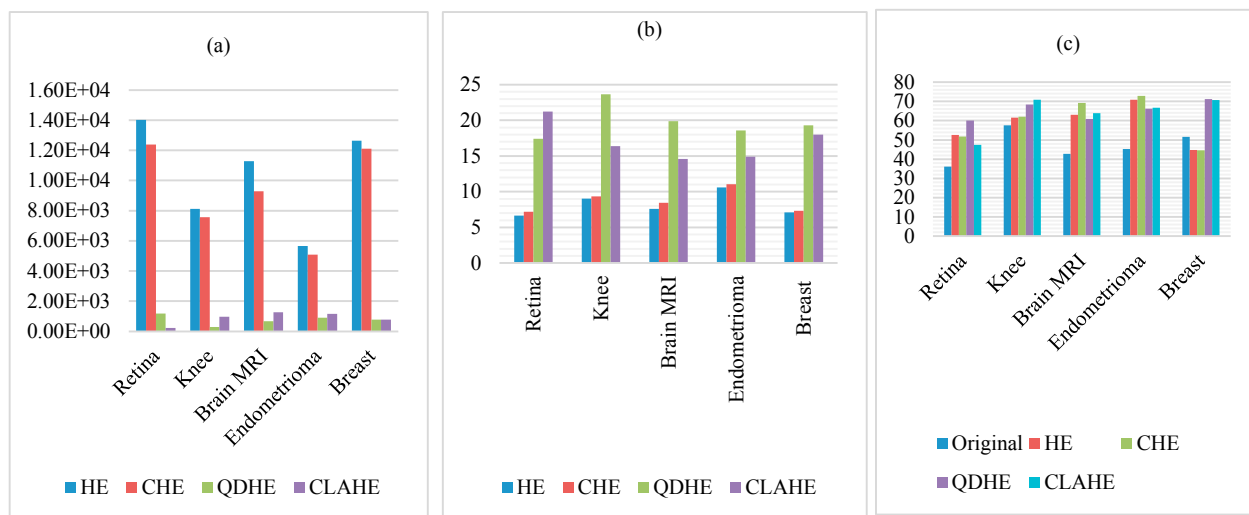 (a)
1.60E+04
1.40E+04
1.20E+04
1.00E+04
8.00E+03
6.00E+03
4.00E+03
2.00E+03
0.00E+00
Retina
Knee
Brain MRI
Endometrioma
Breast
HE CHE QDHE CLAHE
(b)
25
20
15
10
5
0
Retina
Knee
Brain MRI
Endometrioma
Breast
HE CHE QDHE CLAHE
(c)
80
70
60
50
40
30
20
10
0
Retina
Knee
Brain MRI
Endometrioma
Breast
Original HE CHE
QDHE CLAHE